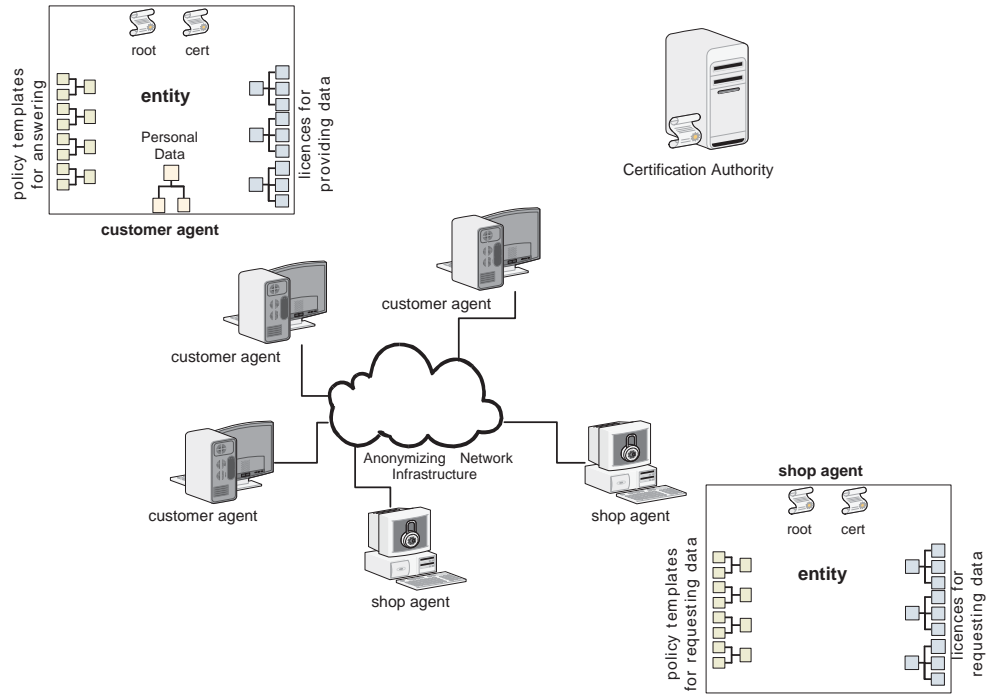 root
cert
entity
Personal
Data
policy templates
for answering
licences for
providing data
customer agent
Certification Authority
customer agent
customer agent
Anonymizing Network
Infrastructure
customer agent
shop agent
shop agent
shop agent
root
cert
entity
policy templates
for requesting data
licences for
requesting data